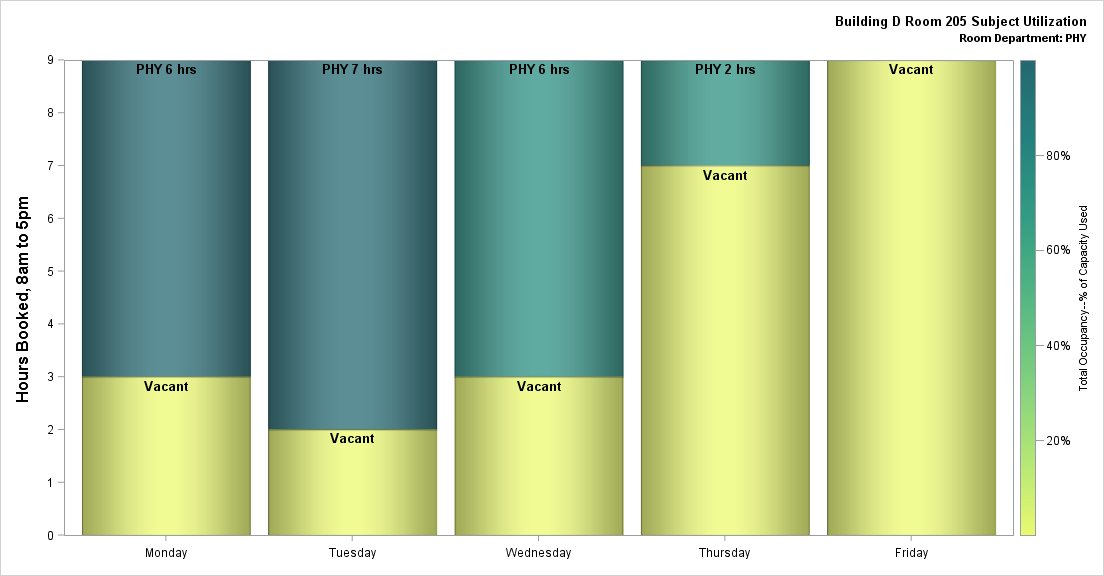 Building D Room 205 Subject Utilization
Room Department: PHY
Hours Booked, 8am to 5pm
9
8
7
6
5
4
3
2
1
0
PHY 6 hrs
Vacant
PHY 7 hrs
Vacant
PHY 6 hrs
Vacant
PHY 2 hrs
Vacant
Vacant
Monday
Tuesday
Wednesday
Thursday
Friday
80%
60%
40%
20%
Total Occupancy--% of Capacity Used